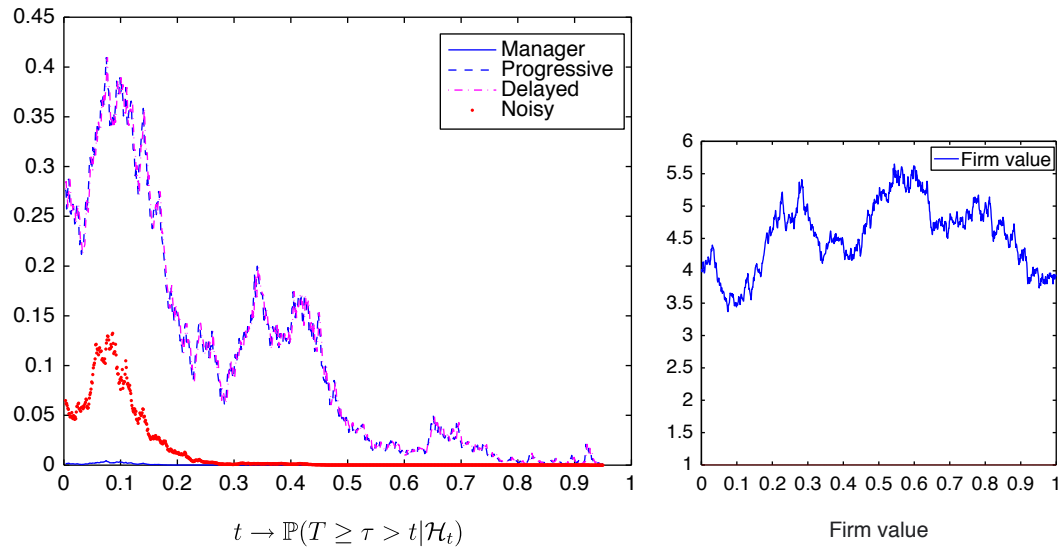 0.45
0.4
0.35
0.3
0.25
0.2
0.15
0.1
0.05
0
0 0.1 0.2 0.3 0.4 0.5 0.6 0.7 0.8 0.9 1
Manager
Progressive
Delayed
Noisy
t → ℙ(T ≥ τ > t|ℋ_t)
6
5.5
5
4.5
4
3.5
3
2.5
2
1.5
1
0 0.1 0.2 0.3 0.4 0.5 0.6 0.7 0.8 0.9 1
Firm value
Firm value